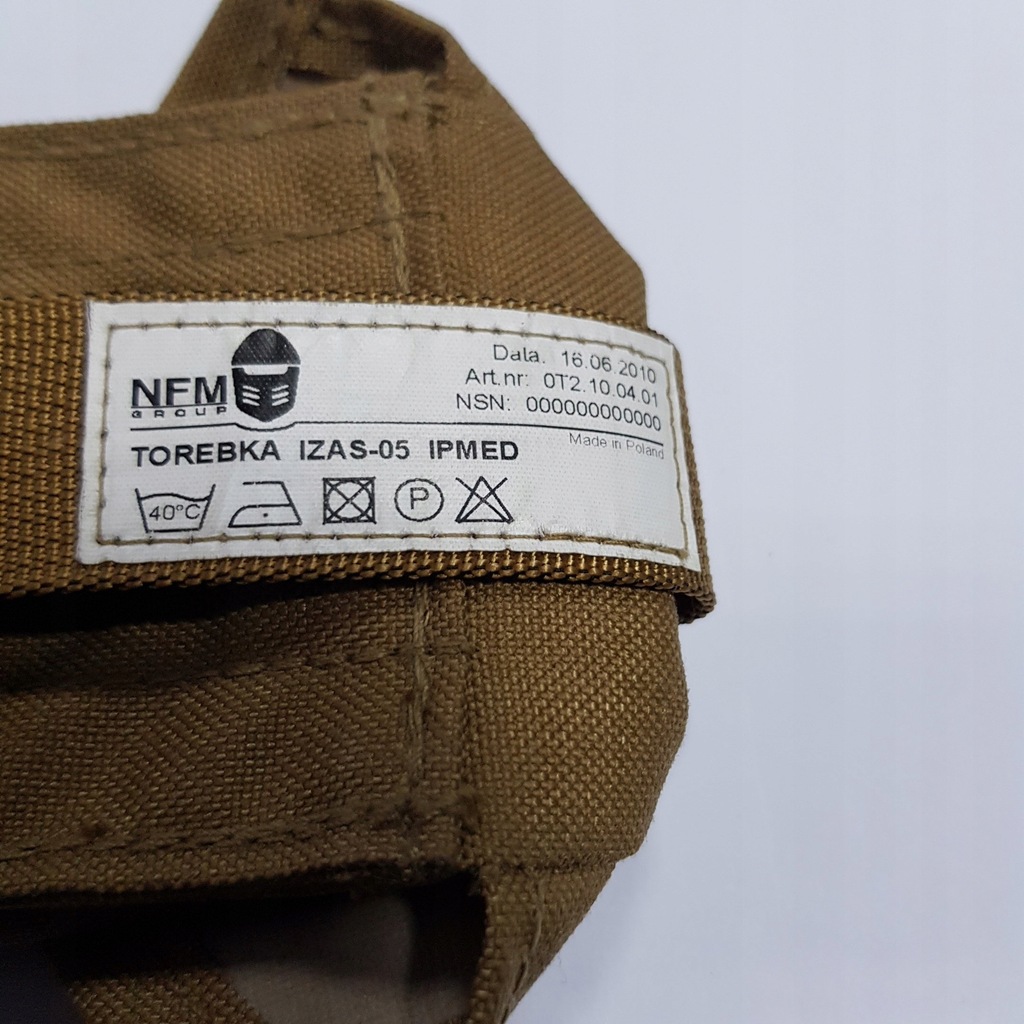 NFM
GROUP
Data. 16.06.2010
Art.nr: 0T2.10.04.01
NSN: 000000000000
Made in Poland
TOREBKA IZAS-05 IPMED
40°C
P